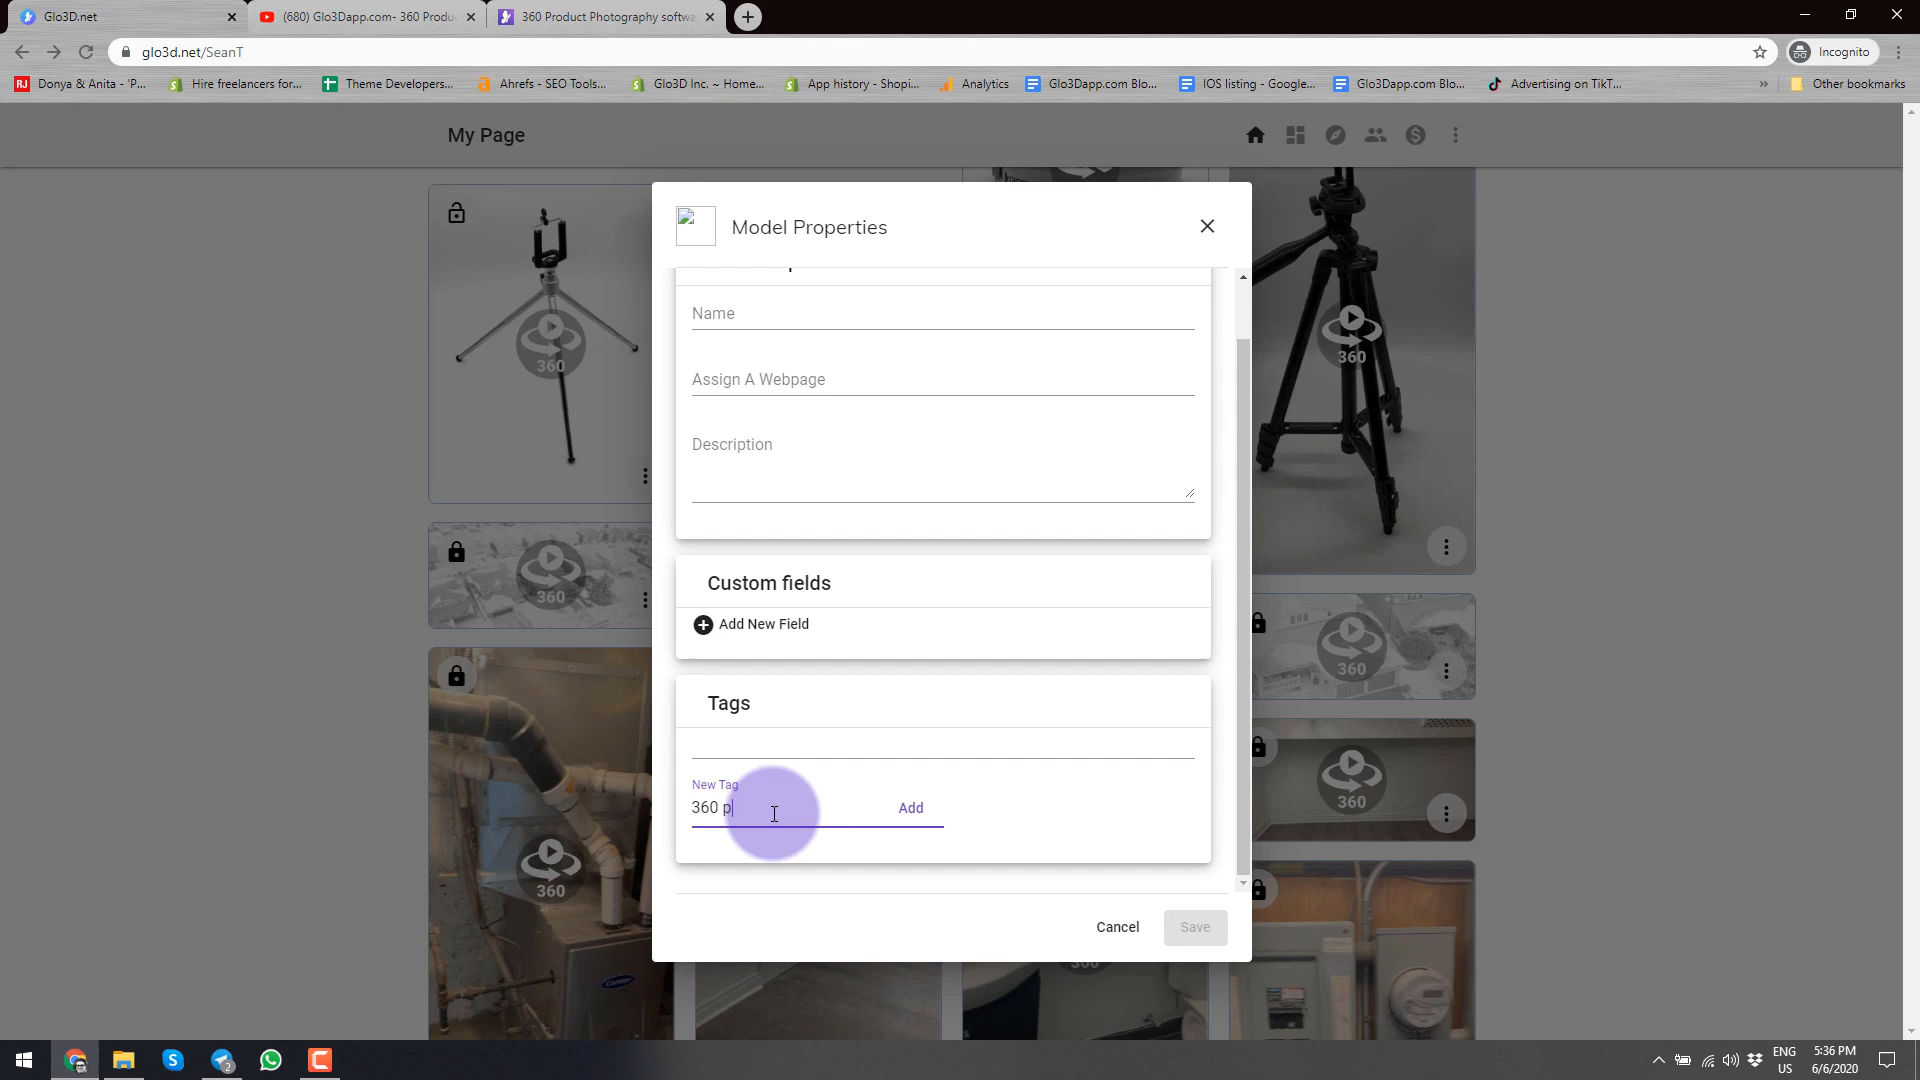 Glo3D.net
(680) Glo3Dapp.com- 360 Produc
360 Product Photography softwa
glo3d.net/SeanT
Incognito
RJ
Donya & Anita - 'P...
Hire freelancers for...
Theme Developers...
Ahrefs - SEO Tools...
Glo3D Inc. ~ Home...
App history - Shopi...
Analytics
Glo3Dapp.com Blo...
IOS listing - Google...
Glo3Dapp.com Blo...
Advertising on TikT...
»
Other bookmarks
My Page
Model Properties
Name
Assign A Webpage
Description
Custom fields
Add New Field
Tags
New Tag
360 p
Add
Cancel
Save
360
360
360
360
360
360
360
ENG
US
5:36 PM
6/6/2020
2